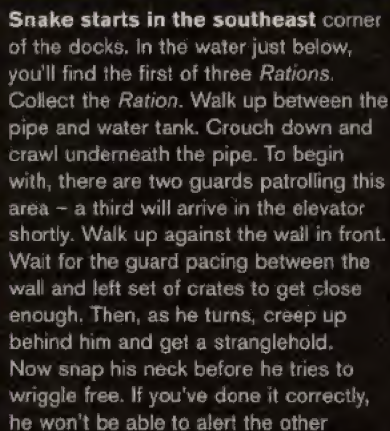 Snake starts in the southeast corner
of the docks. In the water just below,
you'll find the first of three Rations.
Collect the Ration. Walk up between the
pipe and water tank. Crouch down and
crawl underneath the pipe. To begin
with, there are two guards patrolling this
area – a third will arrive in the elevator
shortly. Walk up against the wall in front.
Wait for the guard pacing between the
wall and left set of crates to get close
enough. Then, as he turns, creep up
behind him and get a stranglehold.
Now snap his neck before he tries to
wriggle free. If you've done it correctly,
he won't be able to alert the other